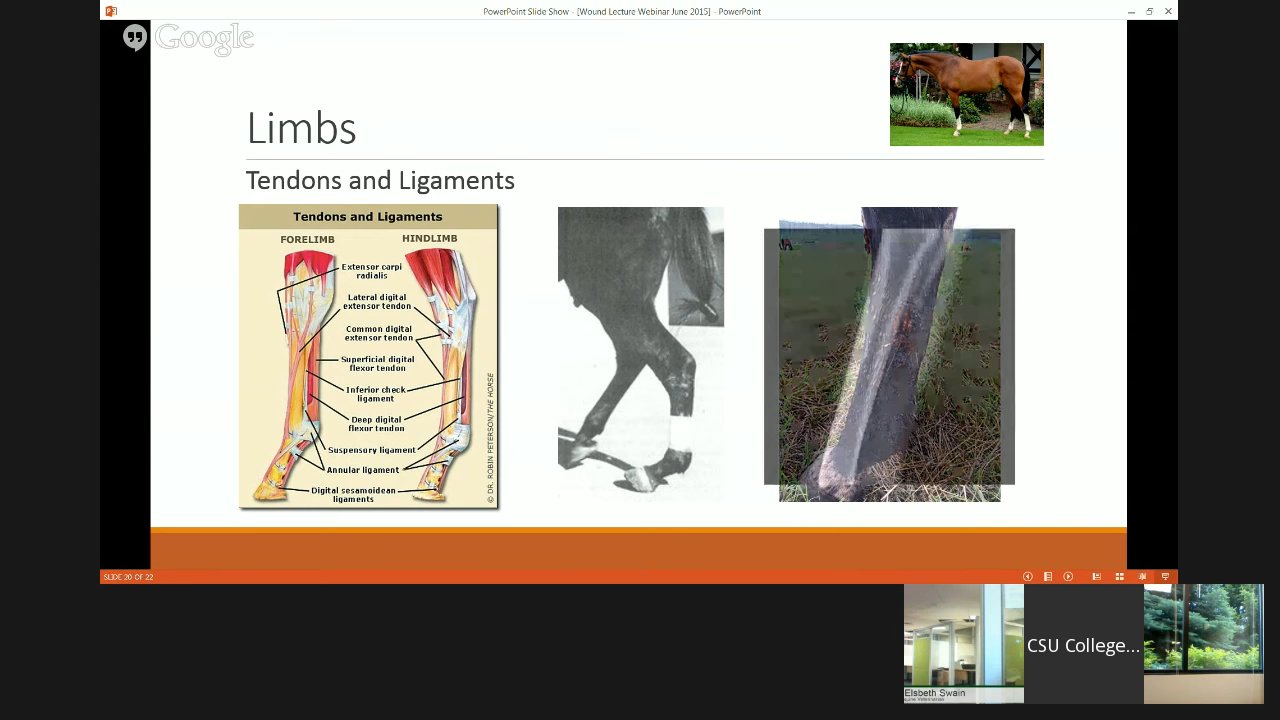 PowerPoint Slide Show - [Wound Lecture Webinar June 2015] - PowerPoint
Google
Limbs
Tendons and Ligaments
Tendons and Ligaments
FORELIMB
HINDLIMB
Extensor carpi
radialis
Lateral digital
extensor tendon
Common digital
extensor tendon
Superficial digital
flexor tendon
Inferior check
ligament
Deep digital
flexor tendon
Suspensory ligament
Annular ligament
Digital sesamoidean
ligaments
© DR. ROBIN PETERSON/THE HORSE
SLIDE 20 OF 22
Elsbeth Swain
CSU College...